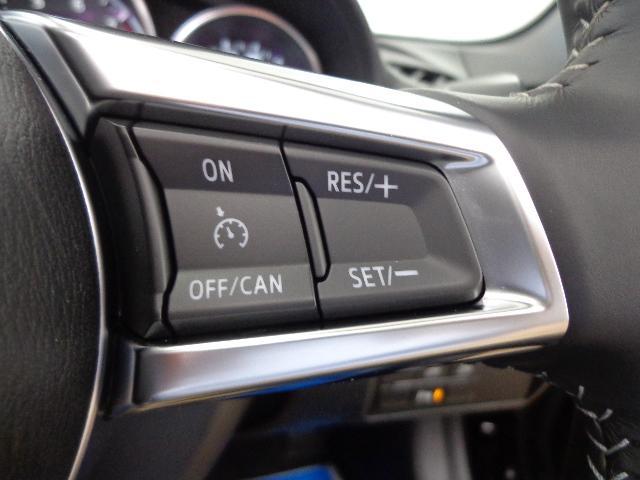 ON
OFF/CAN
RES/+
SET/-